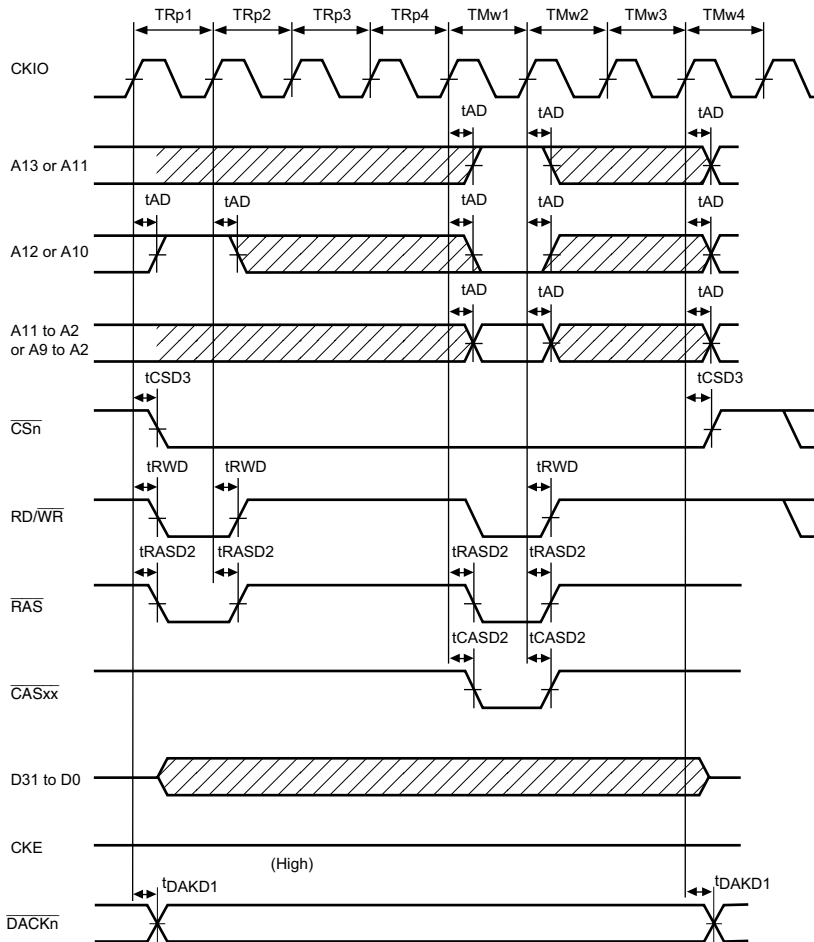 TRp1 TRp2 TRp3 TRp4 TMw1 TMw2 TMw3 TMw4
CKIO
tAD tAD tAD
A13 or A11
tAD tAD tAD tAD tAD
A12 or A10
tAD tAD tAD
A11 to A2
or A9 to A2
tCSD3 tCSD3
CSn
tRWD tRWD tRWD
RD/WR
tRASD2 tRASD2 tRASD2 tRASD2
RAS
tCASD2 tCASD2
CASxx
D31 to D0
CKE
(High)
tDAKD1 tDAKD1
DACKn